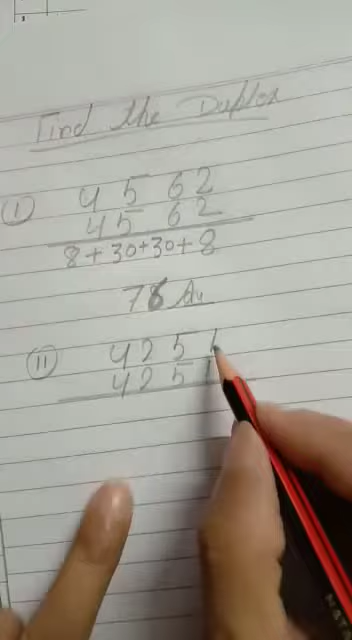 Find the Duplex
(I) 4 5 6 2
4 5 6 2
8 + 30 + 30 + 8
76 Au
(II) 4 2 5 1
4 2 5 1